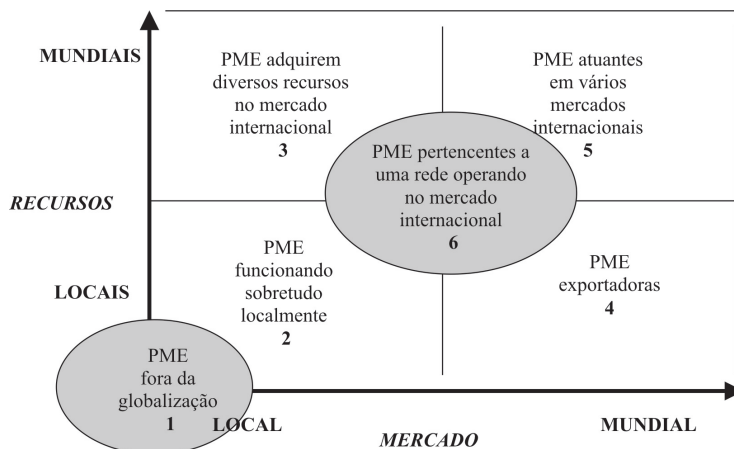 MUNDIAIS
PME adquirem
diversos recursos
no mercado
internacional
3
PME atuantes
em vários
mercados
internacionais
5
PME pertencentes a
uma rede operando
no mercado
internacional
6
RECURSOS
LOCAIS
PME
funcionando
sobretudo
localmente
2
PME
exportadoras
4
PME
fora da
globalização
1
LOCAL
MERCADO
MUNDIAL